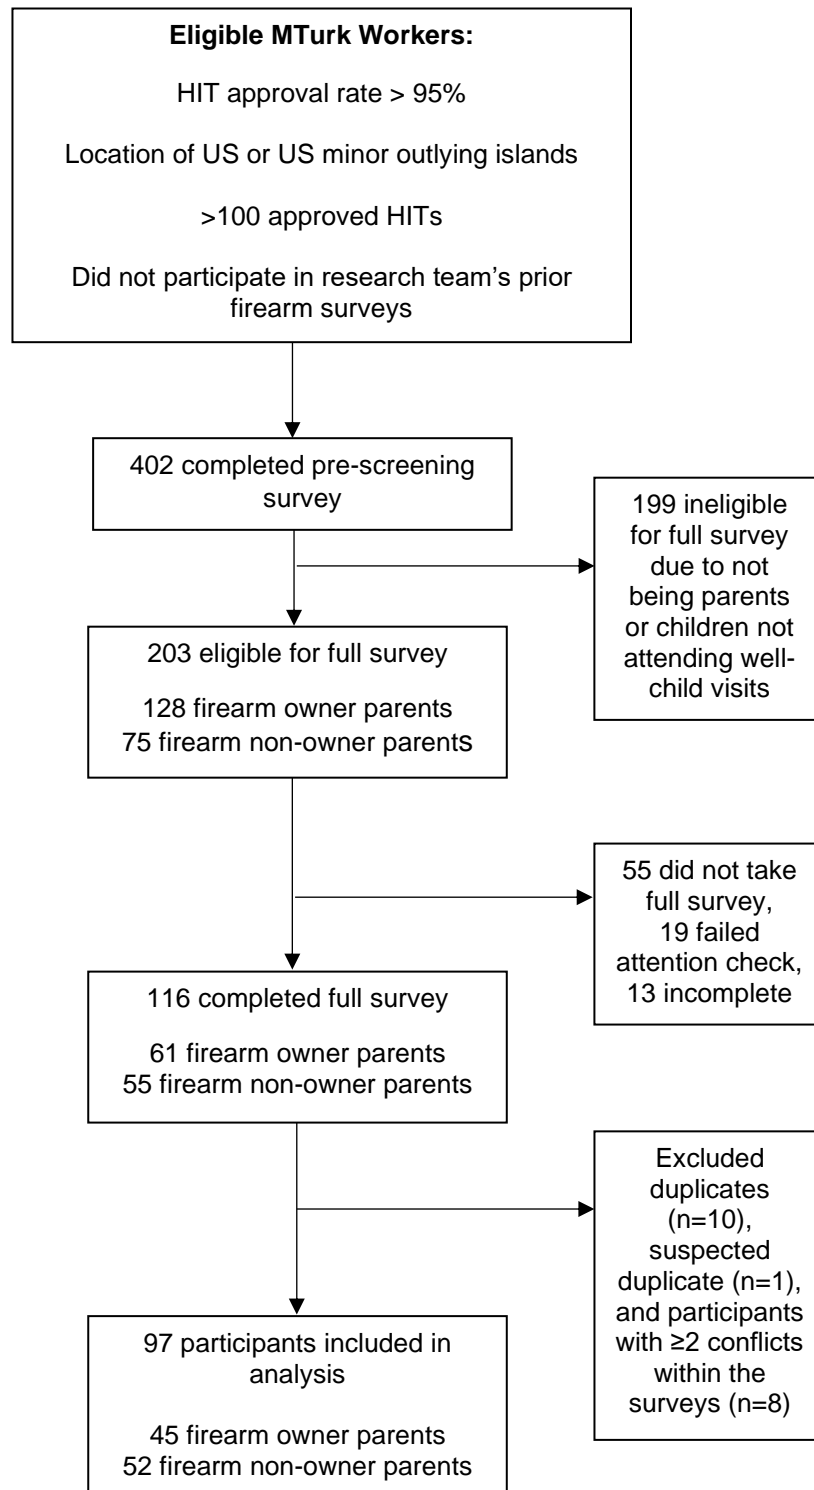 Eligible MTurk Workers:
HIT approval rate > 95%
Location of US or US minor outlying islands
>100 approved HITs
Did not participate in research team’s prior
firearm surveys
402 completed pre-screening
survey
199 ineligible
for full survey
due to not
being parents
or children not
attending well-
child visits
203 eligible for full survey
128 firearm owner parents
75 firearm non-owner parents
55 did not take
full survey,
19 failed
attention check,
13 incomplete
116 completed full survey
61 firearm owner parents
55 firearm non-owner parents
Excluded
duplicates
(n=10),
suspected
duplicate (n=1),
and participants
with ≥2 conflicts
within the
surveys (n=8)
97 participants included in
analysis
45 firearm owner parents
52 firearm non-owner parents